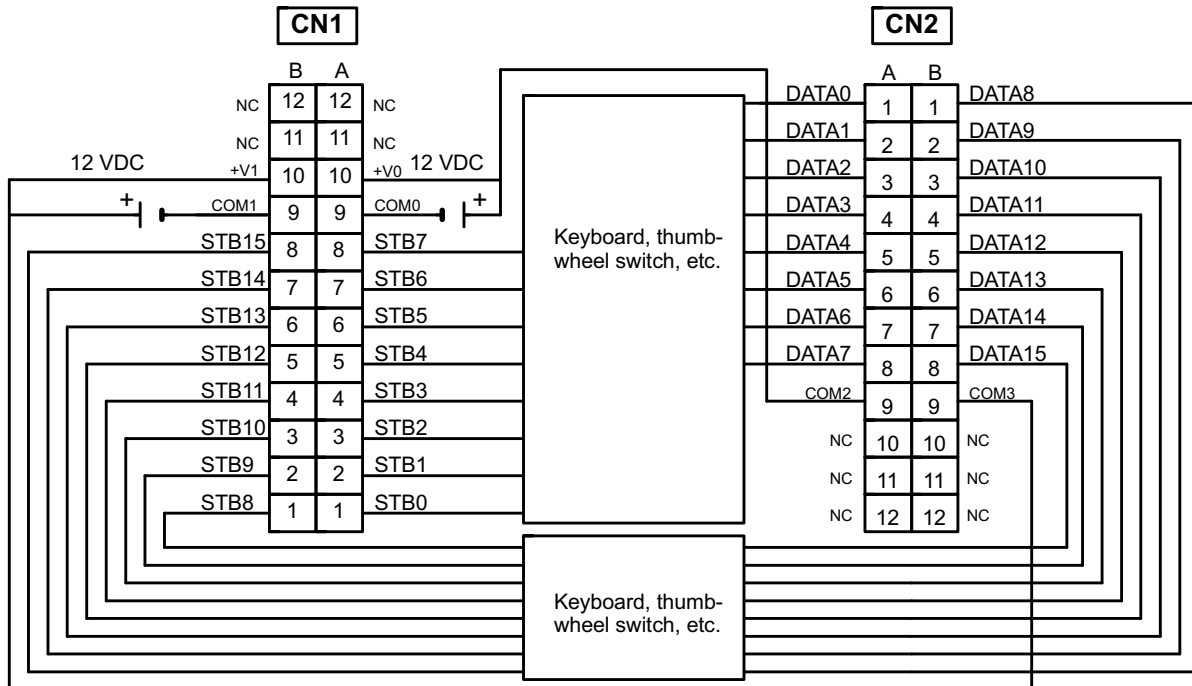 CN1 CN2
B A A B
NC 12 12 NC DATA0 1 1 DATA8
NC 11 11 NC DATA1 2 2 DATA9
12 VDC +V1 10 10 +V0 12 VDC DATA2 3 3 DATA10
+ COM1 9 9 COM0 + DATA3 4 4 DATA11
STB15 8 8 STB7 Keyboard, thumb- DATA4 5 5 DATA12
wheel switch, etc.
STB14 7 7 STB6 DATA5 6 6 DATA13
STB13 6 6 STB5 DATA6 7 7 DATA14
STB12 5 5 STB4 DATA7 8 8 DATA15
STB11 4 4 STB3 COM2 9 9 COM3
STB10 3 3 STB2 NC 10 10 NC
STB9 2 2 STB1 NC 11 11 NC
STB8 1 1 STB0 NC 12 12 NC
Keyboard, thumb-
wheel switch, etc.